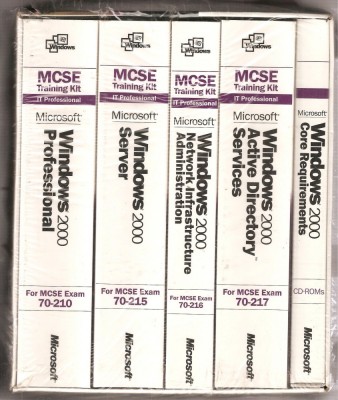 Windows
MCSE
Training Kit
IT Professional
Microsoft
Windows 2000
Professional
For MCSE Exam
70-210
Microsoft
Windows
MCSE
Training Kit
IT Professional
Microsoft
Windows 2000
Server
For MCSE Exam
70-215
Microsoft
Windows
MCSE
Training Kit
IT Professional
Microsoft
Windows 2000
Network Infrastructure
Administration
For MCSE Exam
70-216
Microsoft
Windows
MCSE
Training Kit
IT Professional
Microsoft
Windows 2000
Active Directory™
Services
For MCSE Exam
70-217
Microsoft
Microsoft
Windows 2000
Core Requirements
CD-ROMs
Microsoft